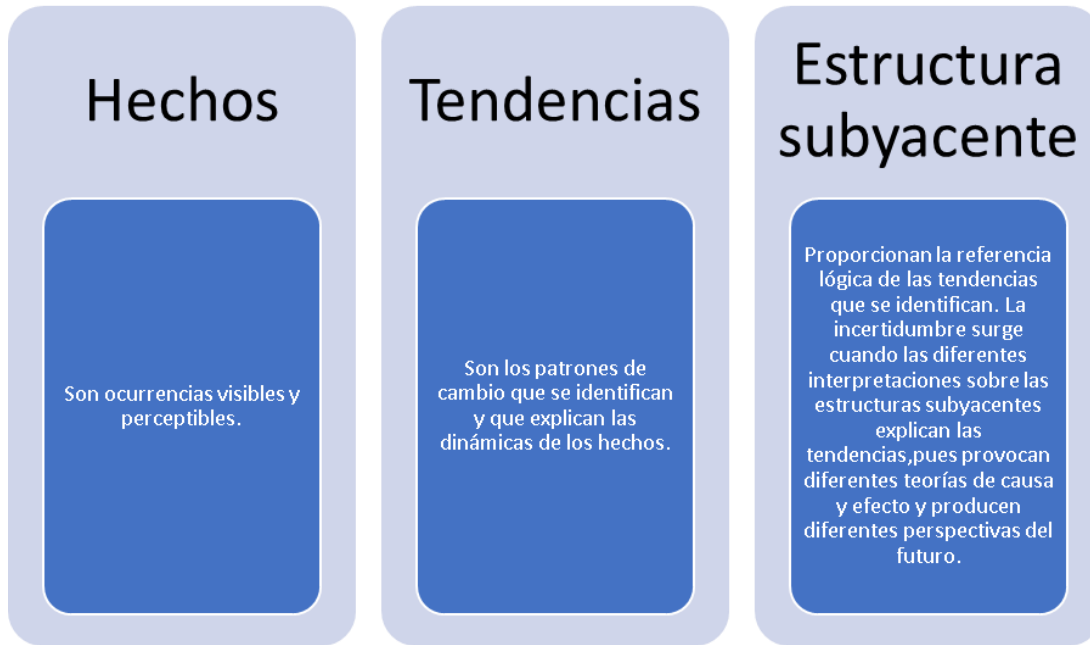 Hechos
Son ocurrencias visibles y
perceptibles.
Tendencias
Son los patrones de
cambio que se identifican
y que explican las
dinámicas de los hechos.
Estructura
subyacente
Proporcionan la referencia
lógica de las tendencias
que se identifican. La
incertidumbre surge
cuando las diferentes
interpretaciones sobre las
estructuras subyacentes
explican las
tendencias,pues provocan
diferentes teorías de causa
y efecto y producen
diferentes perspectivas del
futuro.